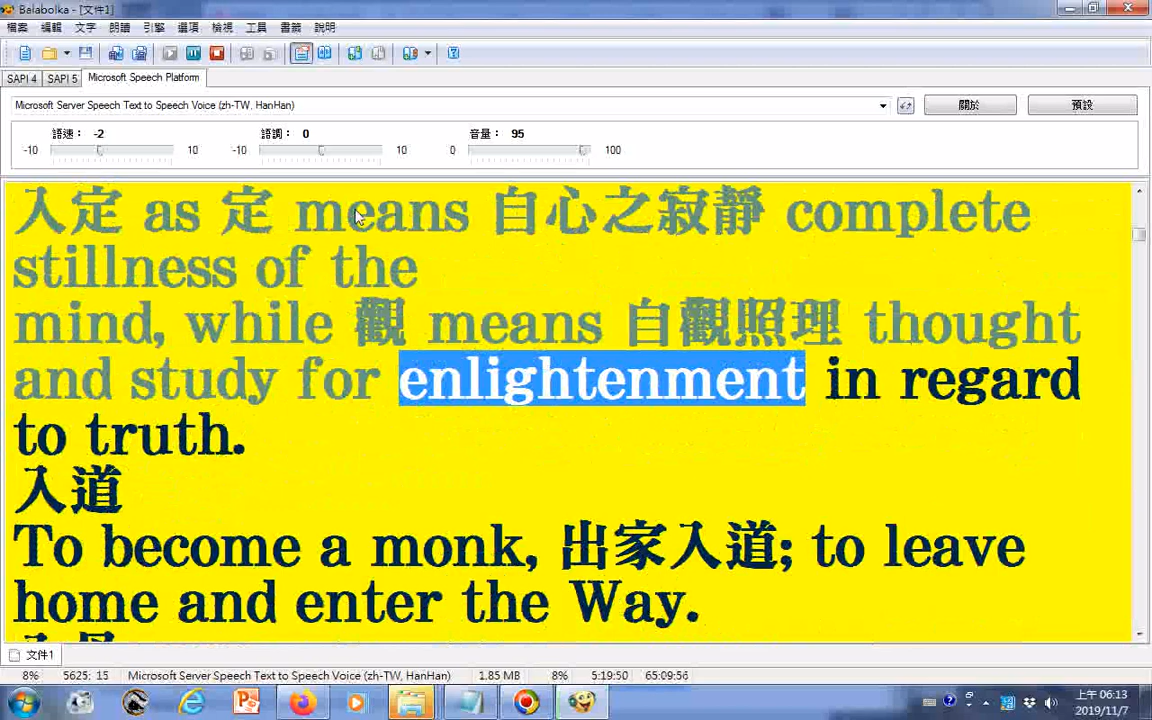 Balabolka - [文件1]
檔案 編輯 文字 朗讀 引擎 選項 檢視 工具 書籤 說明
SAPI 4 SAPI 5 Microsoft Speech Platform
Microsoft Server Speech Text to Speech Voice (zh-TW, HanHan) 關於 預設
語速： -2 語調： 0 音量： 95
-10 10 -10 10 0 100
入定 as 定 means 自心之寂靜 complete
stillness of the
mind, while 觀 means 自觀照理 thought
and study for enlightenment in regard
to truth.
入道
To become a monk, 出家入道; to leave
home and enter the Way.
文件1
8% 5625: 15 Microsoft Server Speech Text to Speech Voice (zh-TW, HanHan) 1.85 MB 8% 5:19:50 65:09:56
上午 06:13
2019/11/7